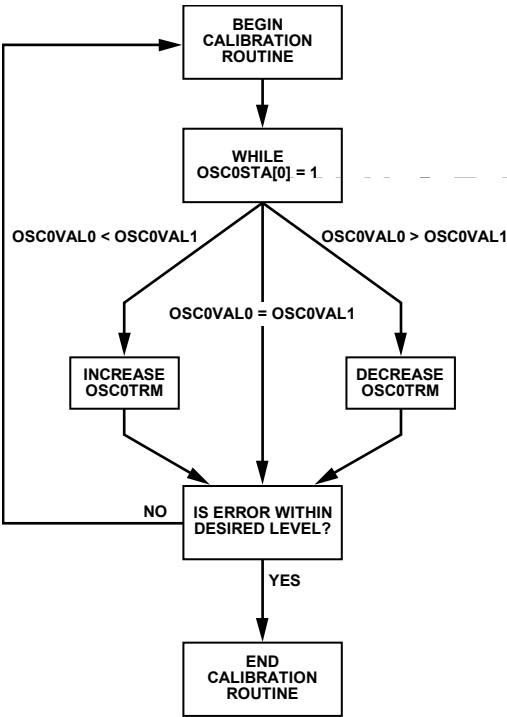 BEGIN
CALIBRATION
ROUTINE
WHILE
OSC0STA[0] = 1
OSC0VAL0 < OSC0VAL1
OSC0VAL0 > OSC0VAL1
OSC0VAL0 = OSC0VAL1
INCREASE
OSC0TRM
DECREASE
OSC0TRM
NO
IS ERROR WITHIN
DESIRED LEVEL?
YES
END
CALIBRATION
ROUTINE